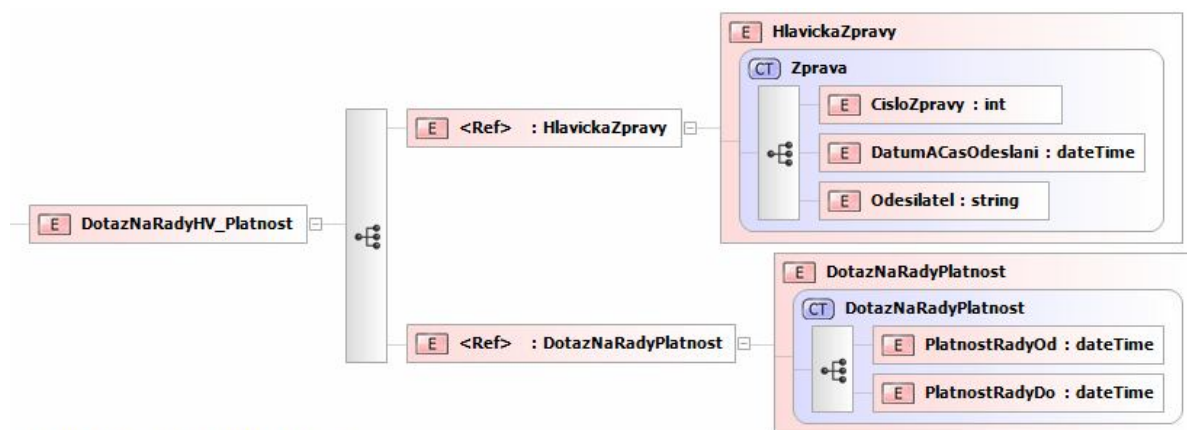 E HlavickaZpravy
CT Zprava
E CisloZpravy : int
E <Ref> : HlavickaZpravy
E DatumACasOdeslani : dateTime
E Odesilatel : string
E DotazNaRadyHV_Platnost
E DotazNaRadyPlatnost
CT DotazNaRadyPlatnost
E <Ref> : DotazNaRadyPlatnost
E PlatnostRadyOd : dateTime
E PlatnostRadyDo : dateTime